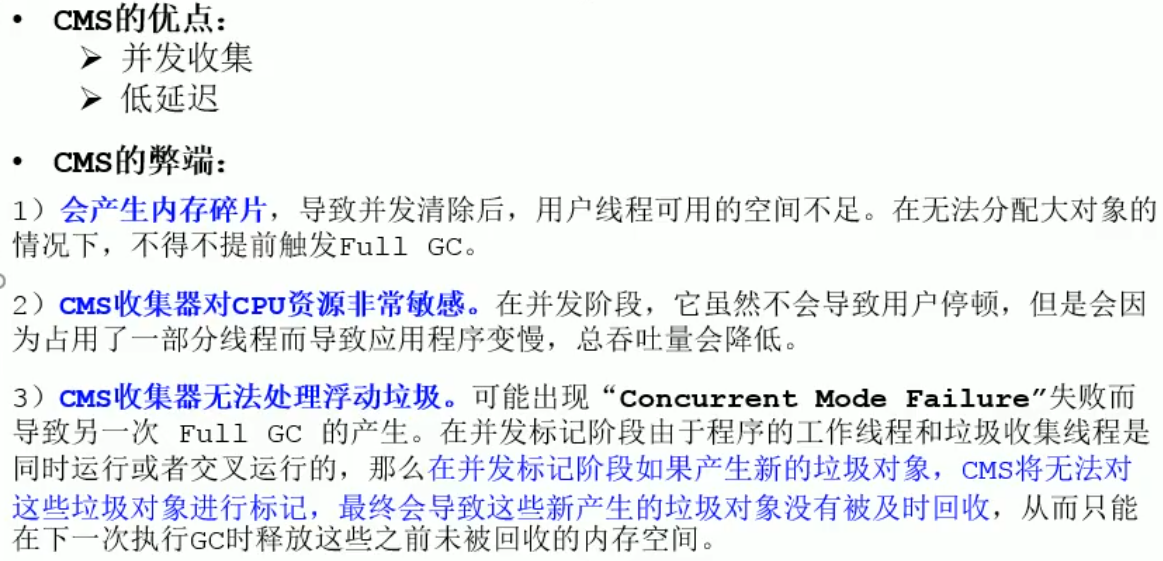 • CMS的优点：
➢ 并发收集
➢ 低延迟
• CMS的弊端：
1）会产生内存碎片，导致并发清除后，用户线程可用的空间不足。在无法分配大对象的
情况下，不得不提前触发Full GC。
2）CMS收集器对CPU资源非常敏感。在并发阶段，它虽然不会导致用户停顿，但是会因
为占用了一部分线程而导致应用程序变慢，总吞吐量会降低。
3）CMS收集器无法处理浮动垃圾。可能出现“Concurrent Mode Failure"失败而
导致另一次 Full GC 的产生。在并发标记阶段由于程序的工作线程和垃圾收集线程是
同时运行或者交叉运行的，那么在并发标记阶段如果产生新的垃圾对象，CMS将无法对
这些垃圾对象进行标记，最终会导致这些新产生的垃圾对象没有被及时回收，从而只能
在下一次执行GC时释放这些之前未被回收的内存空间。